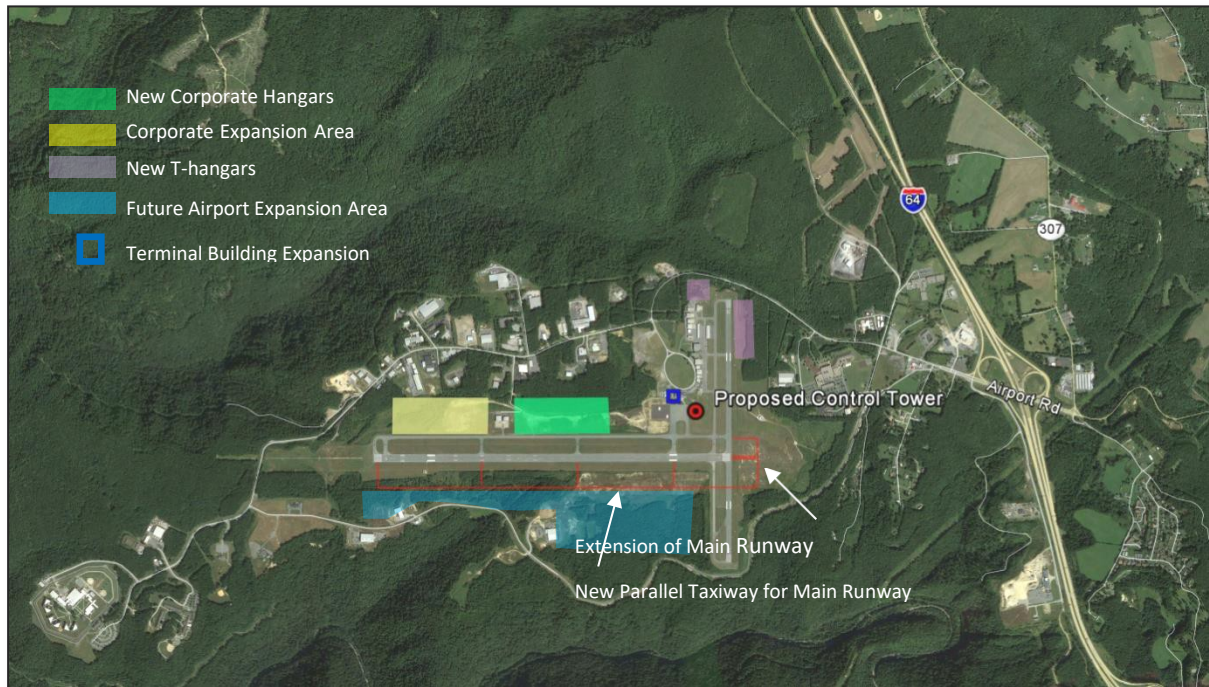 New Corporate Hangars
Corporate Expansion Area
New T-hangars
Future Airport Expansion Area
Terminal Building Expansion
64
307
Airport Rd
Proposed Control Tower
Extension of Main Runway
New Parallel Taxiway for Main Runway